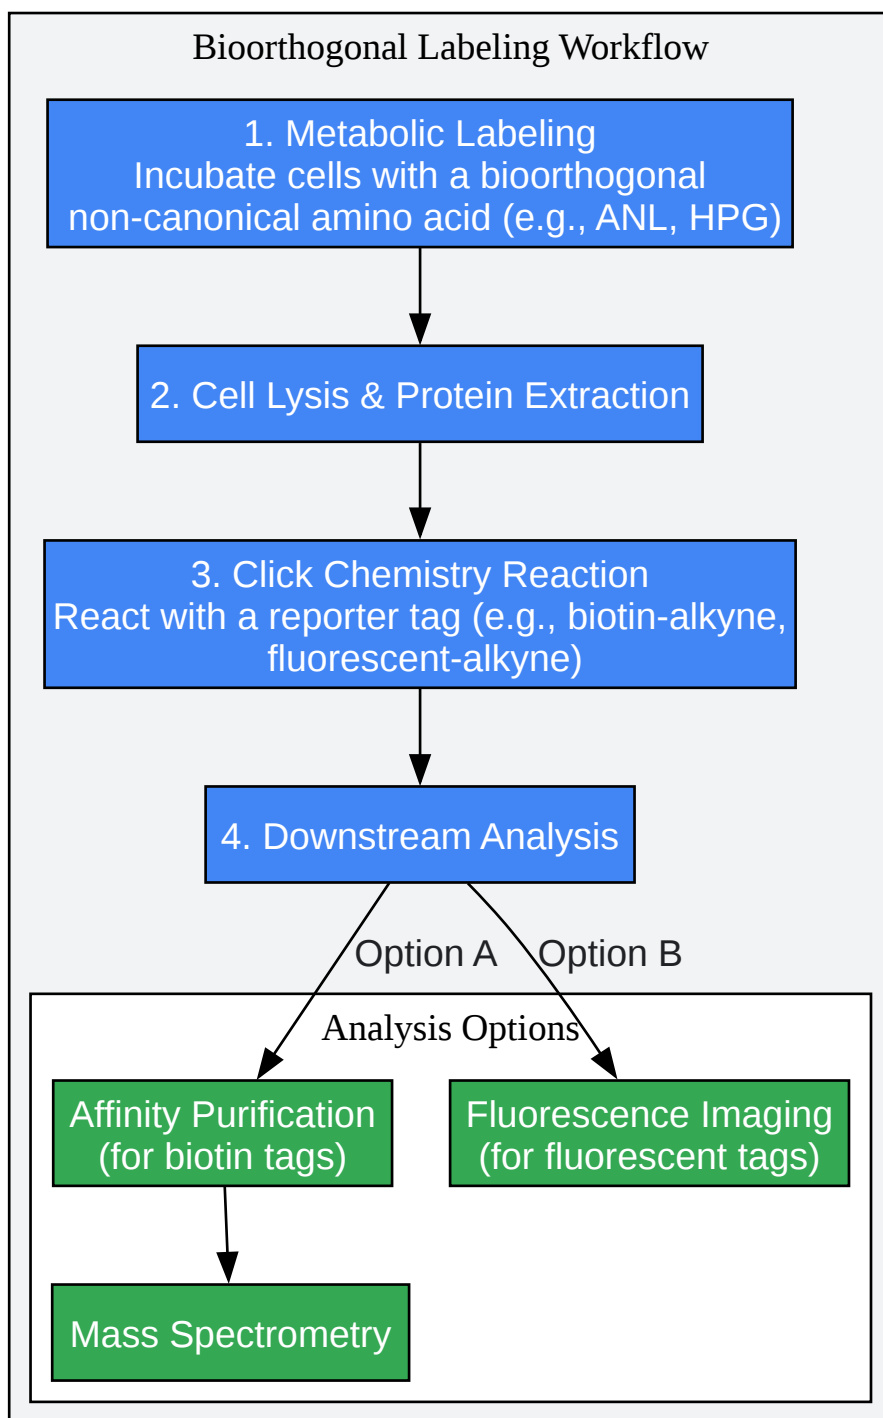 Bioorthogonal Labeling Workflow
1. Metabolic Labeling
Incubate cells with a bioorthogonal
non-canonical amino acid (e.g., ANL, HPG)
2. Cell Lysis & Protein Extraction
3. Click Chemistry Reaction
React with a reporter tag (e.g., biotin-alkyne,
fluorescent-alkyne)
4. Downstream Analysis
Option A
Option B
Analysis Options
Affinity Purification
(for biotin tags)
Fluorescence Imaging
(for fluorescent tags)
Mass Spectrometry